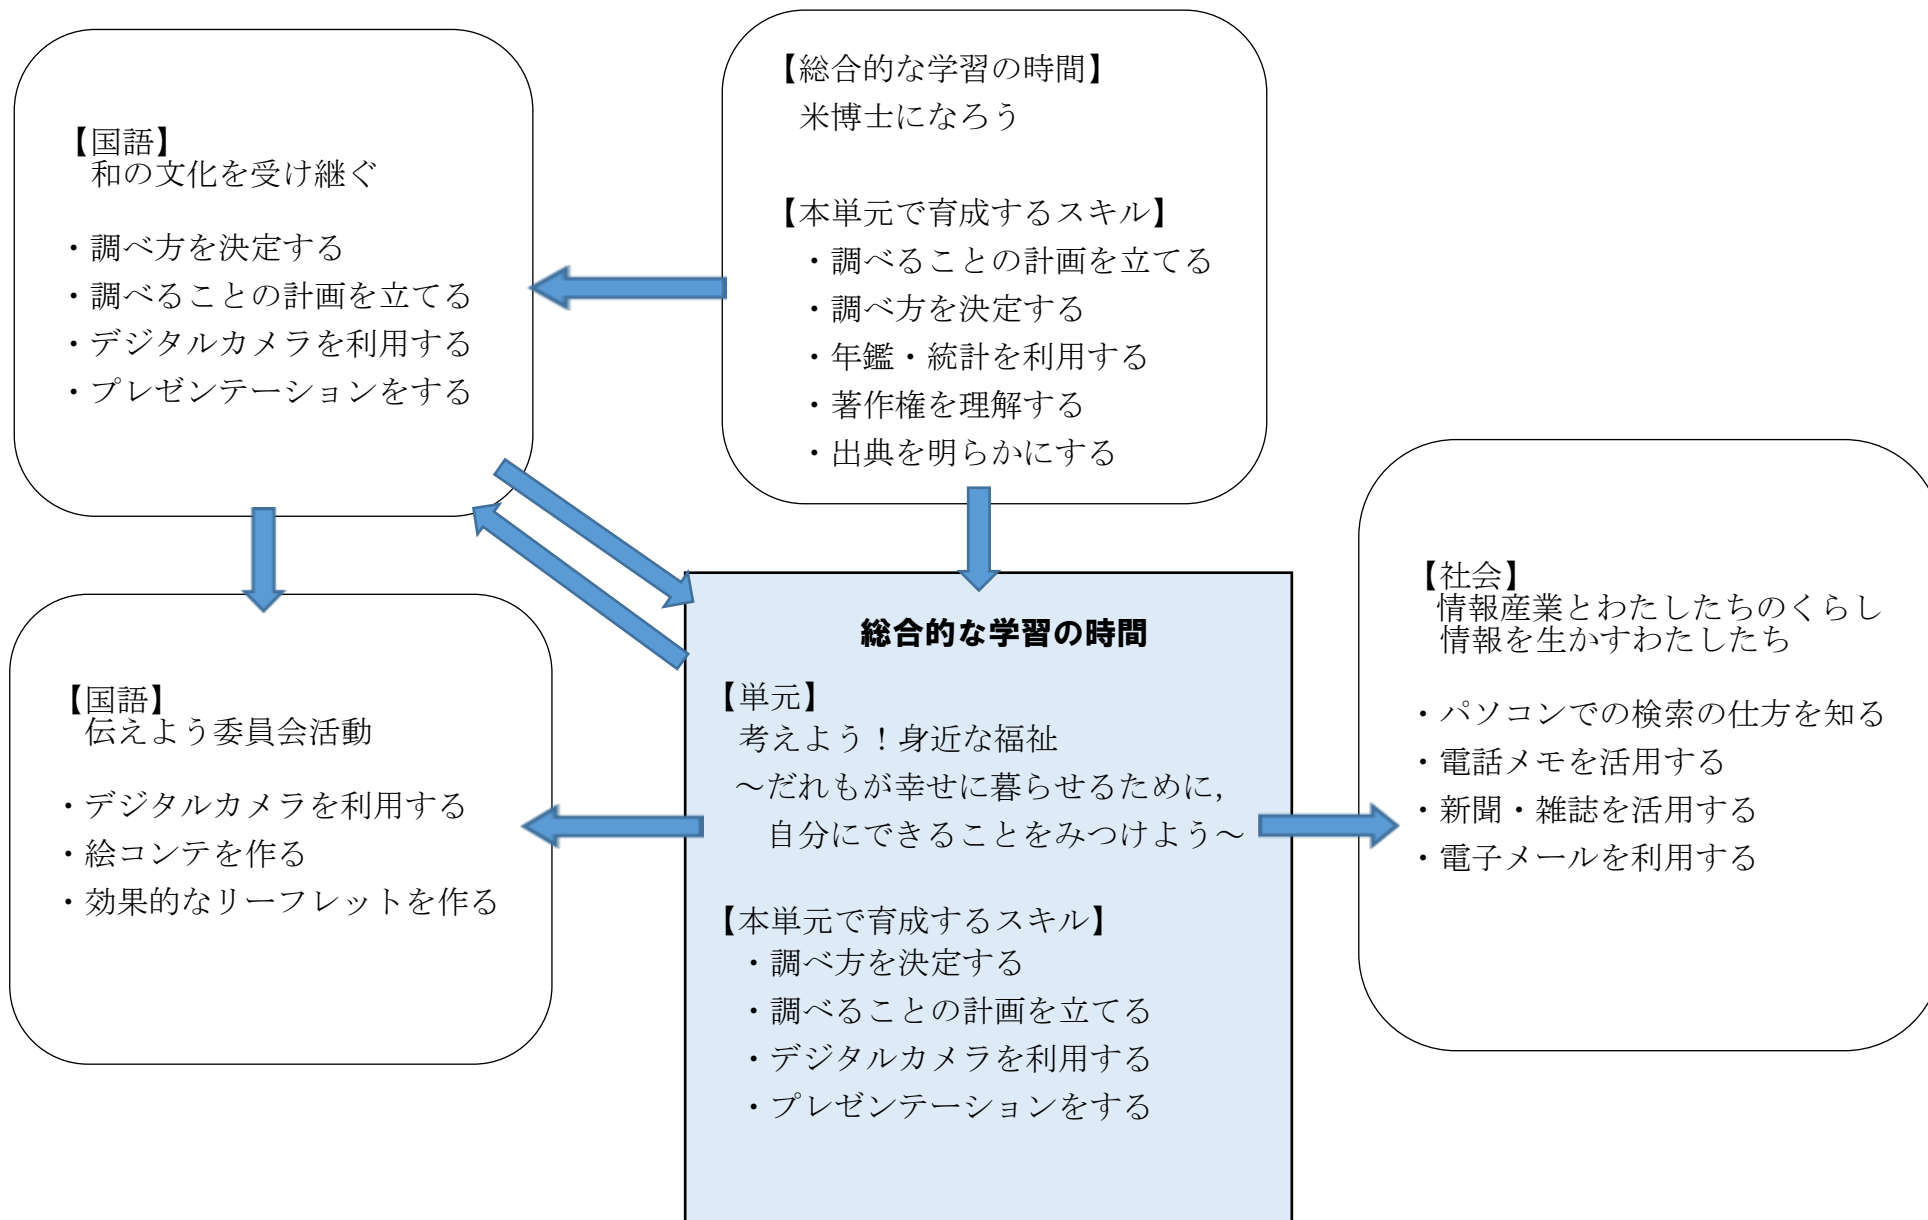 【国語】
和の文化を受け継ぐ
・調べ方を決定する
・調べることの計画を立てる
・デジタルカメラを利用する
・プレゼンテーションをする
【総合的な学習の時間】
米博士になろう
【本単元で育成するスキル】
・調べることの計画を立てる
・調べ方を決定する
・年鑑・統計を利用する
・著作権を理解する
・出典を明らかにする
【国語】
伝えよう委員会活動
・デジタルカメラを利用する
・絵コンテを作る
・効果的なリーフレットを作る
総合的な学習の時間
【単元】
考えよう！身近な福祉
～だれもが幸せに暮らせるために，
自分にできることをみつけよう～
【本単元で育成するスキル】
・調べ方を決定する
・調べることの計画を立てる
・デジタルカメラを利用する
・プレゼンテーションをする
【社会】
情報産業とわたしたちのくらし
情報を生かすわたしたち
・パソコンでの検索の仕方を知る
・電話メモを活用する
・新聞・雑誌を活用する
・電子メールを利用する